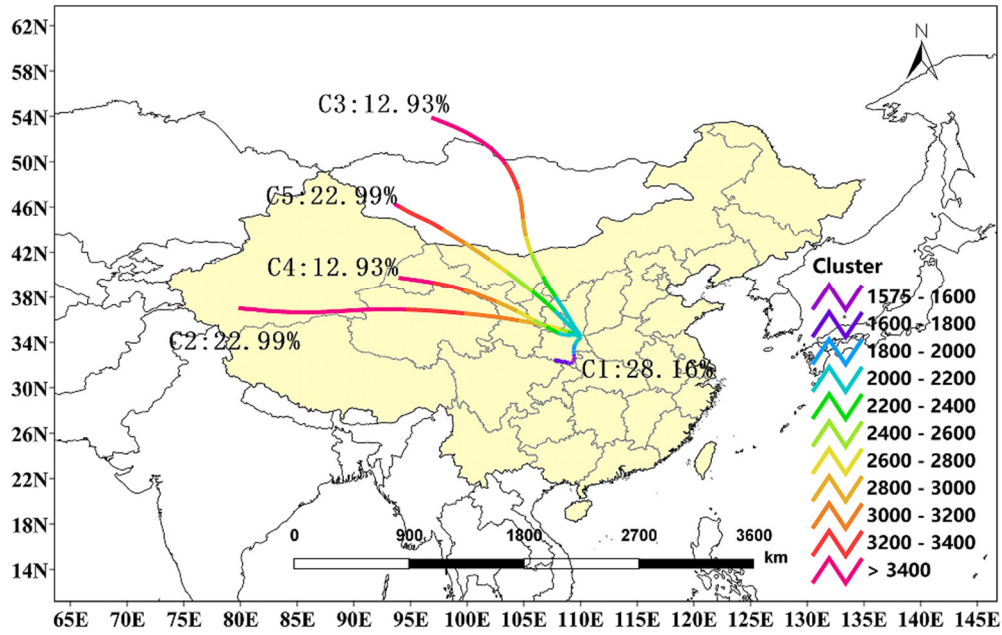 62N
58N
54N
50N
46N
42N
38N
34N
30N
26N
22N
18N
14N
N
C3:12.93%
C5:22.99%
C4:12.93%
C2:22.99%
C1:28.16%
Cluster
1575 - 1600
1600 - 1800
1800 - 2000
2000 - 2200
2200 - 2400
2400 - 2600
2600 - 2800
2800 - 3000
3000 - 3200
3200 - 3400
> 3400
0 900 1800 2700 3600
km
65E 70E 75E 80E 85E 90E 95E 100E 105E 110E 115E 120E 125E 130E 135E 140E 145E